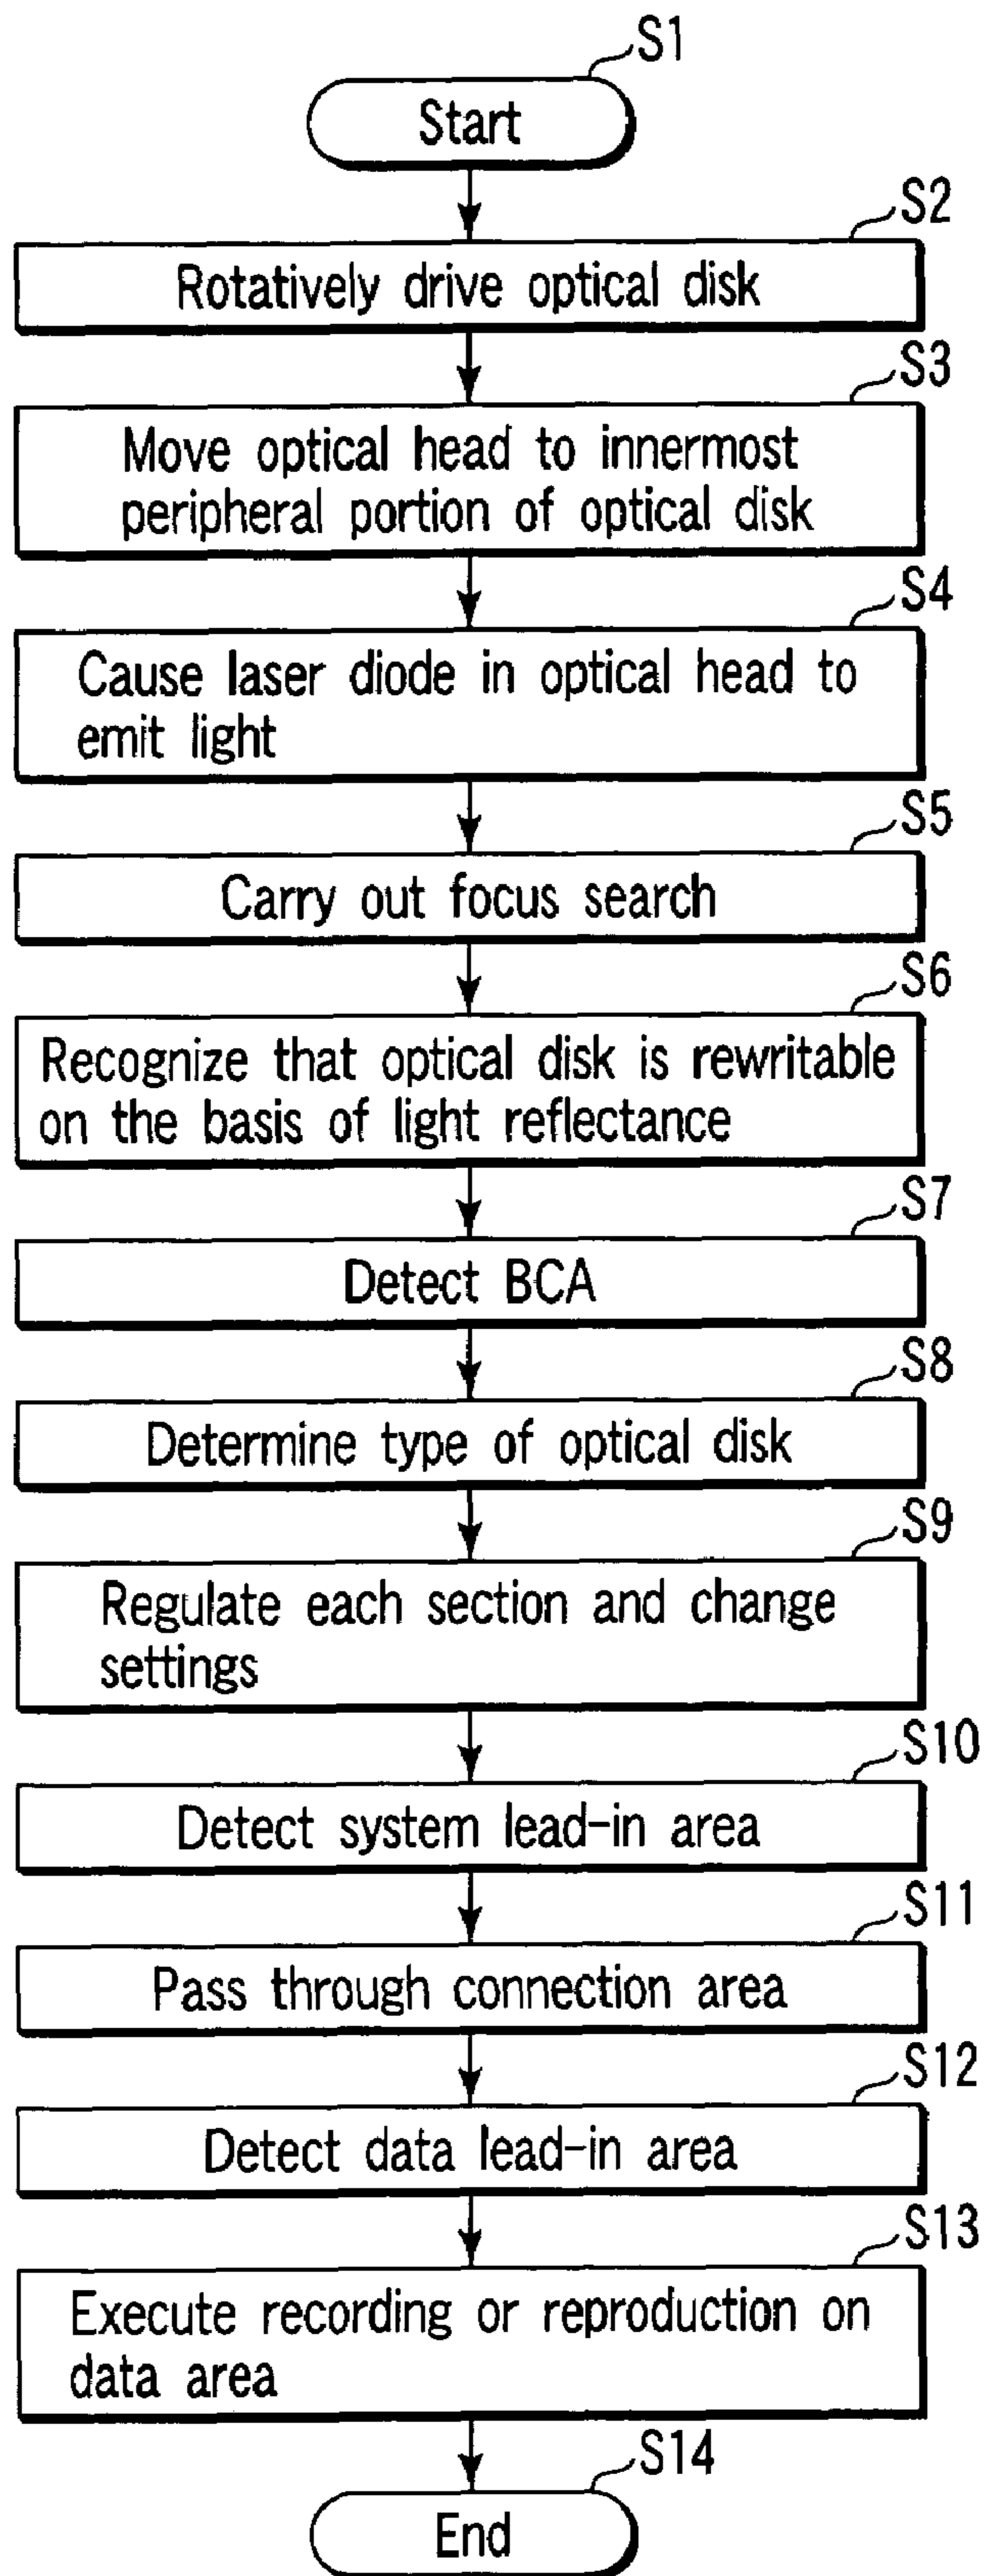 S1
Start
S2
Rotatively drive optical disk
S3
Move optical head to innermost
peripheral portion of optical disk
S4
Cause laser diode in optical head to
emit light
S5
Carry out focus search
S6
Recognize that optical disk is rewritable
on the basis of light reflectance
S7
Detect BCA
S8
Determine type of optical disk
S9
Regulate each section and change
settings
S10
Detect system lead-in area
S11
Pass through connection area
S12
Detect data lead-in area
S13
Execute recording or reproduction on
data area
S14
End